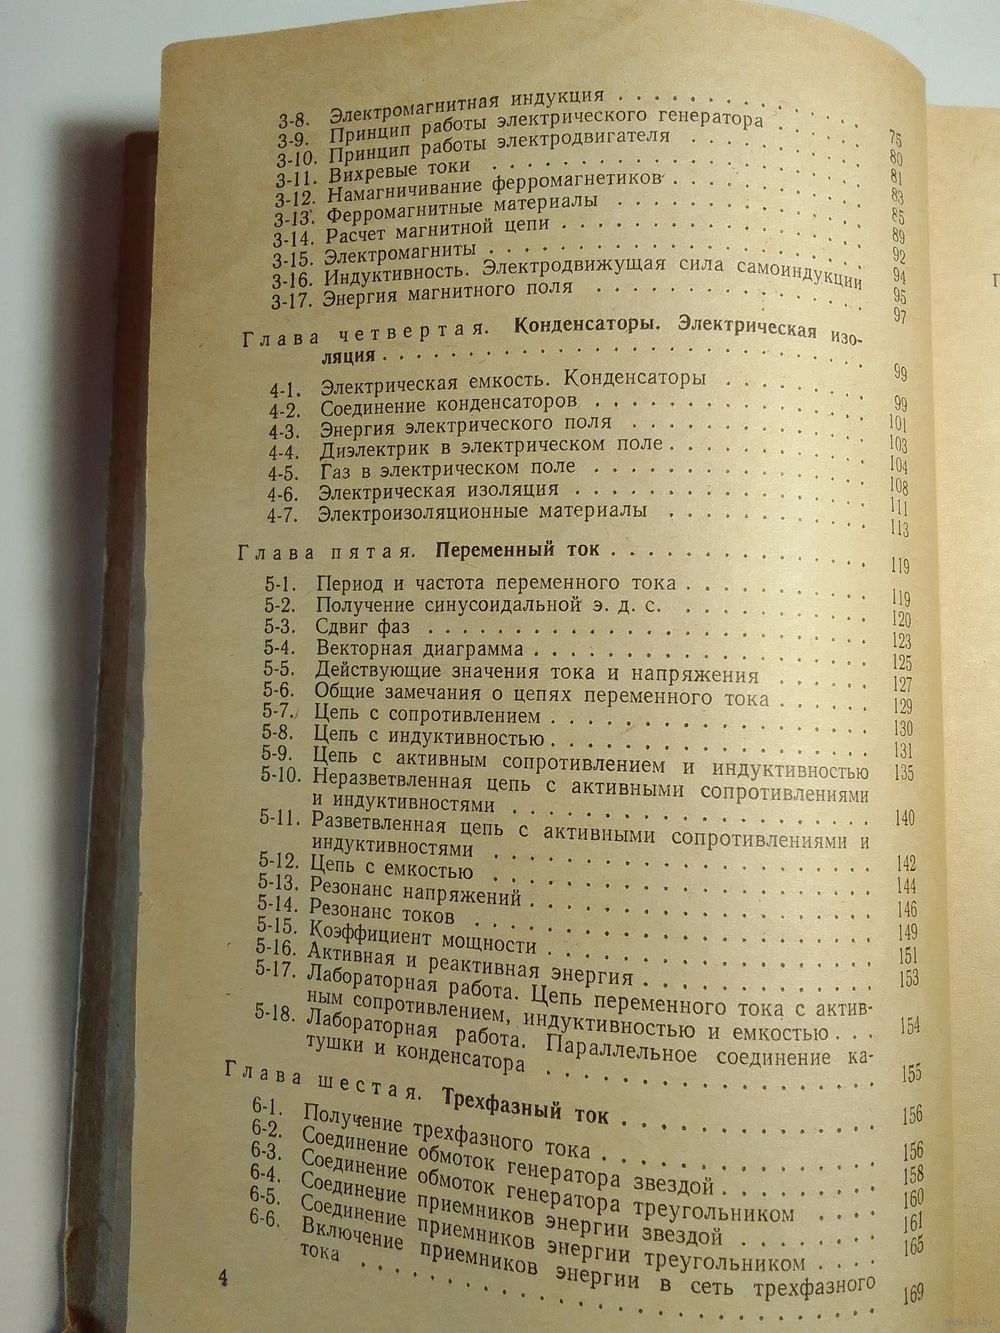 3-8. Электромагнитная индукция . . . . . . . . . . . 75
3-9. Принцип работы электрического генератора . . . . . 80
3-10. Принцип работы электродвигателя . . . . . . . . 81
3-11. Вихревые токи . . . . . . . . . . . . . . . . 83
3-12. Намагничивание ферромагнетиков . . . . . . . . . 85
3-13. Ферромагнитные материалы . . . . . . . . . . . 89
3-14. Расчет магнитной цепи . . . . . . . . . . . . . 92
3-15. Электромагниты . . . . . . . . . . . . . . . . 94
3-16. Индуктивность. Электродвижущая сила самоиндукции 95
3-17. Энергия магнитного поля . . . . . . . . . . . . 97
Глава четвертая. Конденсаторы. Электрическая изо-
ляция . . . . . . . . . . . . . . . . . . . . . . 99
4-1. Электрическая емкость. Конденсаторы . . . . . . . 99
4-2. Соединение конденсаторов . . . . . . . . . . . . 101
4-3. Энергия электрического поля . . . . . . . . . . . 103
4-4. Диэлектрик в электрическом поле . . . . . . . . . 104
4-5. Газ в электрическом поле . . . . . . . . . . . . 108
4-6. Электрическая изоляция . . . . . . . . . . . . . 111
4-7. Электроизоляционные материалы . . . . . . . . . 113
Глава пятая. Переменный ток . . . . . . . . . . . . 119
5-1. Период и частота переменного тока . . . . . . . . 119
5-2. Получение синусоидальной э. д. с. . . . . . . . . 120
5-3. Сдвиг фаз . . . . . . . . . . . . . . . . . . . 123
5-4. Векторная диаграмма . . . . . . . . . . . . . . 125
5-5. Действующие значения тока и напряжения . . . . . 127
5-6. Общие замечания о цепях переменного тока . . . . . 129
5-7. Цепь с сопротивлением . . . . . . . . . . . . . 130
5-8. Цепь с индуктивностью . . . . . . . . . . . . . 131
5-9. Цепь с активным сопротивлением и индуктивностью 135
5-10. Неразветвленная цепь с активными сопротивлениями
и индуктивностями . . . . . . . . . . . . . . . . 140
5-11. Разветвленная цепь с активными сопротивлениями и
индуктивностями . . . . . . . . . . . . . . . . . 142
5-12. Цепь с емкостью . . . . . . . . . . . . . . . . 144
5-13. Резонанс напряжений . . . . . . . . . . . . . . 146
5-14. Резонанс токов . . . . . . . . . . . . . . . . 149
5-15. Коэффициент мощности . . . . . . . . . . . . . 151
5-16. Активная и реактивная энергия . . . . . . . . . 153
5-17. Лабораторная работа. Цепь переменного тока с актив-
ным сопротивлением, индуктивностью и емкостью . . . 154
5-18. Лабораторная работа. Параллельное соединение ка-
тушки и конденсатора . . . . . . . . . . . . . . . 155
Глава шестая. Трехфазный ток . . . . . . . . . . . 156
6-1. Получение трехфазного тока . . . . . . . . . . . 156
6-2. Соединение обмоток генератора звездой . . . . . . 158
6-3. Соединение обмоток генератора треугольником . . . . 160
6-4. Соединение приемников энергии звездой . . . . . . 161
6-5. Соединение приемников энергии треугольником . . . . 165
6-6. Включение приемников энергии в сеть трехфазного
тока . . . . . . . . . . . . . . . . . . . . . . 169
4
www.ay.by